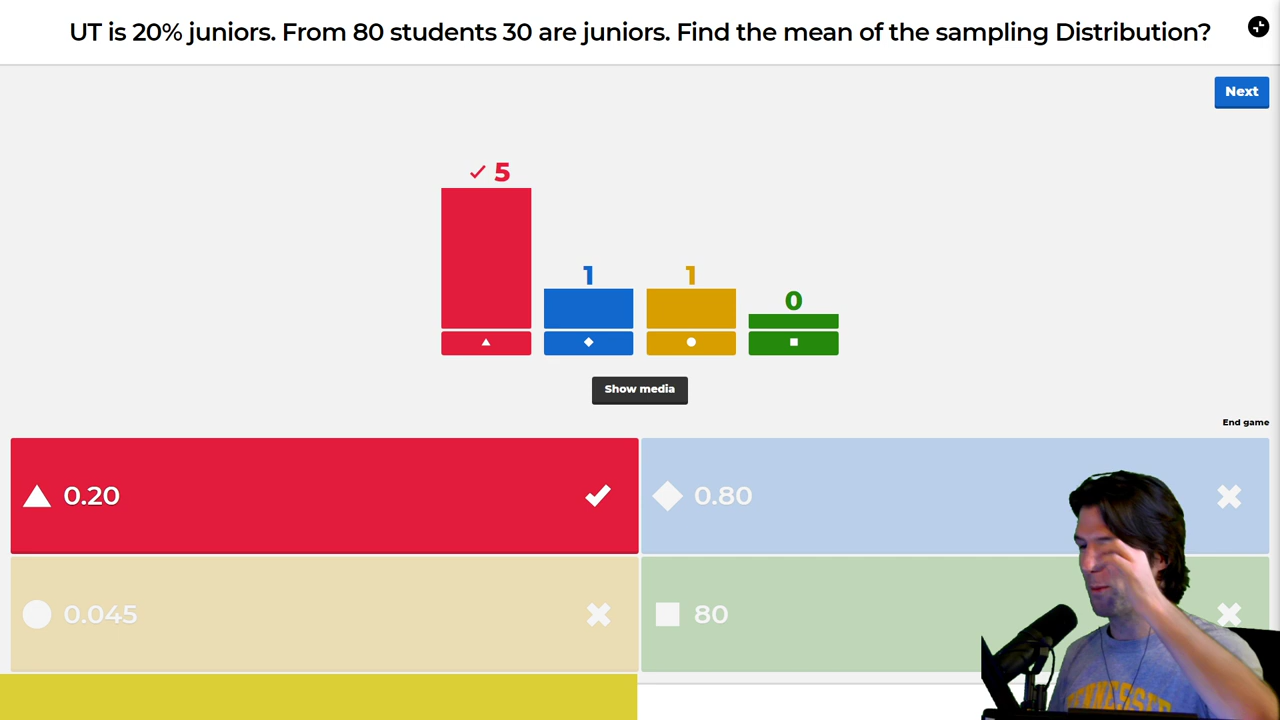 UT is 20% juniors. From 80 students 30 are juniors. Find the mean of the sampling Distribution?
Next
5
1
1
0
Show media
End game
0.20
0.80
0.045
80
TENNESSEE